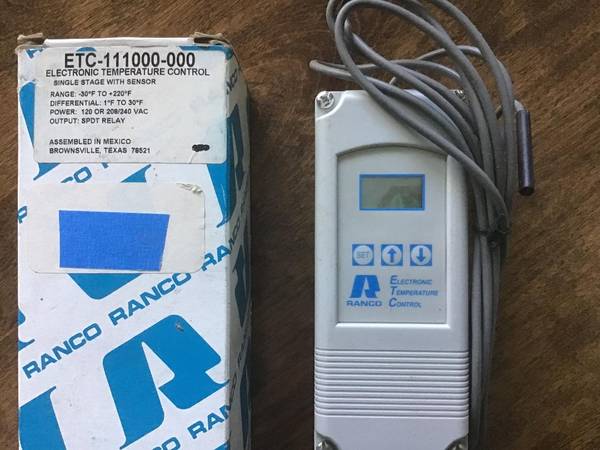 ETC-111000-000
ELECTRONIC TEMPERATURE CONTROL
SINGLE STAGE WITH SENSOR
RANGE: -30°F TO +220°F
DIFFERENTIAL: 1°F TO 30°F
POWER: 120 OR 208/240 VAC
OUTPUT: SPDT RELAY
ASSEMBLED IN MEXICO
BROWNSVILLE, TEXAS 78521
RANCO RANCO RANCO
RANCO
SET
R
RANCO
ELECTRONIC
TEMPERATURE
CONTROL